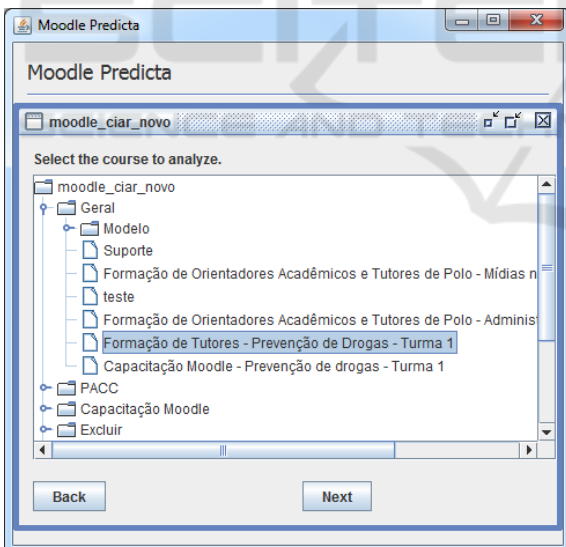 Moodle Predicta
Moodle Predicta
moodle_ciar_novo
Select the course to analyze.
moodle_ciar_novo
Geral
Modelo
Suporte
Formação de Orientadores Acadêmicos e Tutores de Polo - Mídias n
teste
Formação de Orientadores Acadêmicos e Tutores de Polo - Adminis
Formação de Tutores - Prevenção de Drogas - Turma 1
Capacitação Moodle - Prevenção de drogas - Turma 1
PACC
Capacitação Moodle
Excluir
Back Next